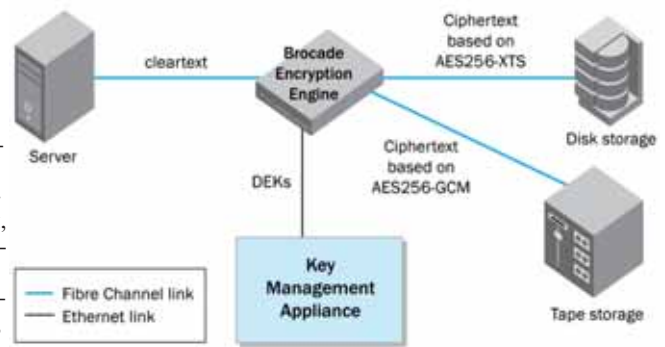 cleartext
Brocade
Encryption
Engine
Ciphertext
based on
AES256-XTS
Server
Disk storage
DEKs
Ciphertext
based on
AES256-GCM
Key
Management
Appliance
Tape storage
Fibre Channel link
Ethernet link